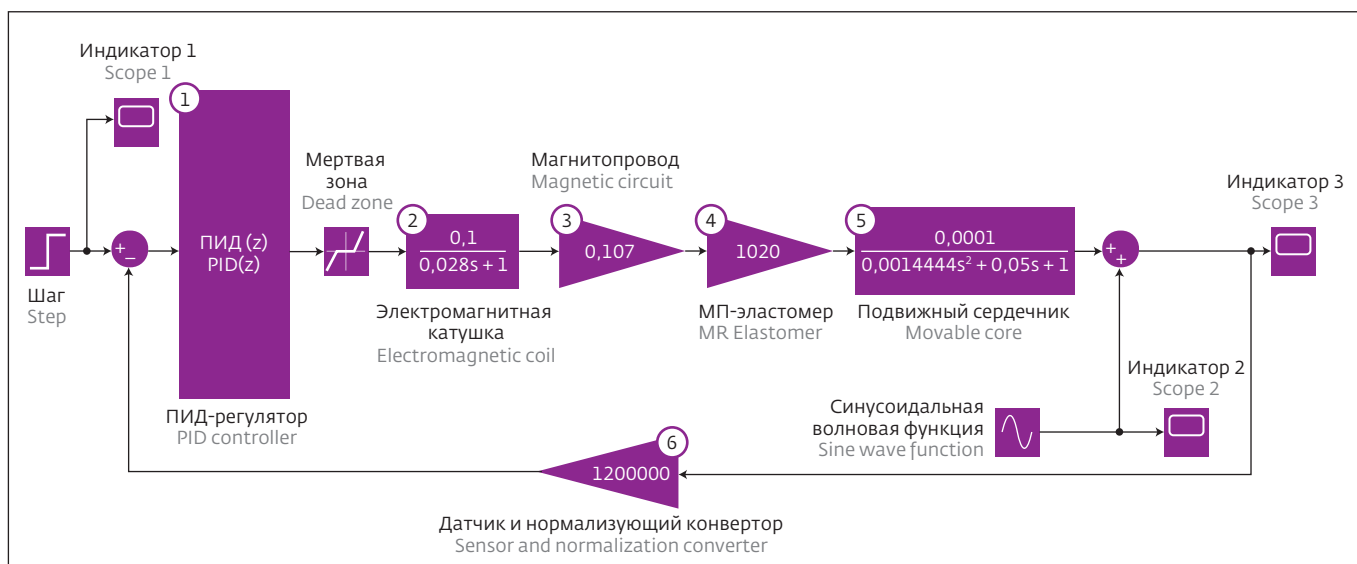 Индикатор 1
Scope 1
1
ПИД (z)
PID(z)
ПИД-регулятор
PID controller
Шаг
Step
+
−
Мертвая
зона
Dead zone
2
0,1
0,028s + 1
Электромагнитная
катушка
Electromagnetic coil
Магнитопровод
Magnetic circuit
3
0,107
4
1020
МП-эластомер
MR Elastomer
5
0,0001
0,0014444s² + 0,05s + 1
Подвижный сердечник
Movable core
+
+
Индикатор 3
Scope 3
Индикатор 2
Scope 2
Синусоидальная
волновая функция
Sine wave function
6
1200000
Датчик и нормализующий конвертор
Sensor and normalization converter